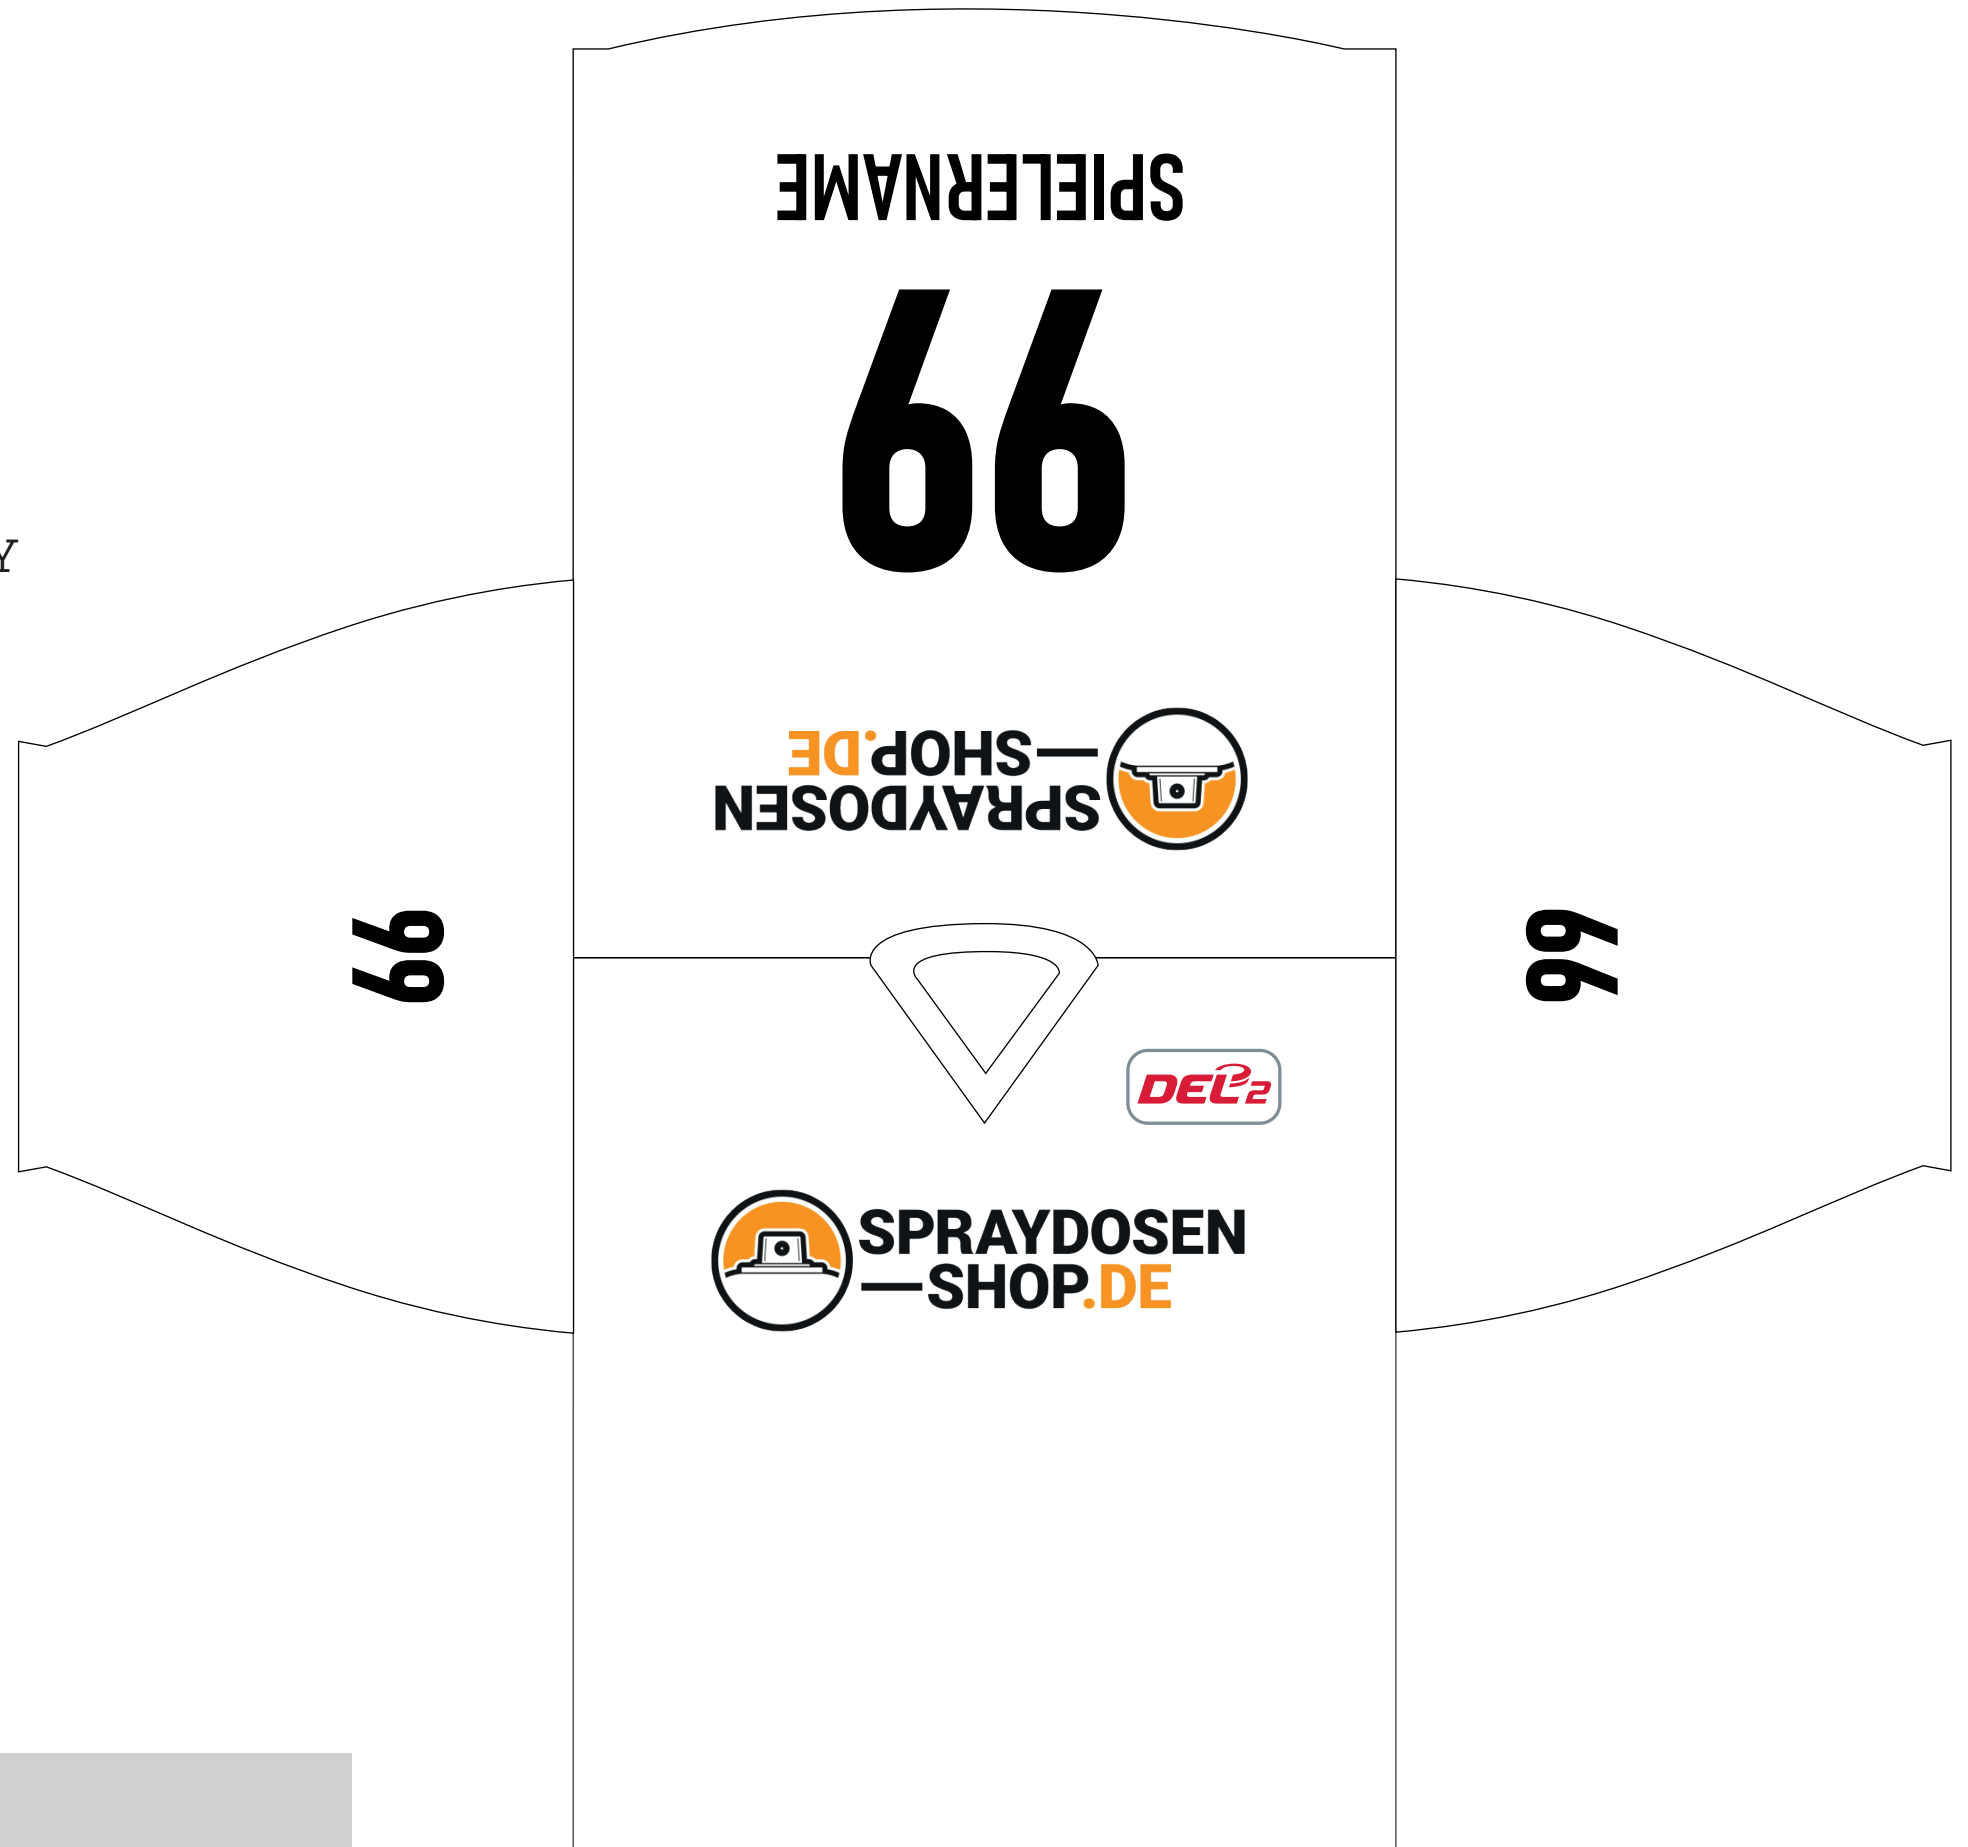 SPIELERNAME
99
Y
SPRAYDOSEN
—SHOP.DE
99
99
DEL2
SPRAYDOSEN
—SHOP.DE